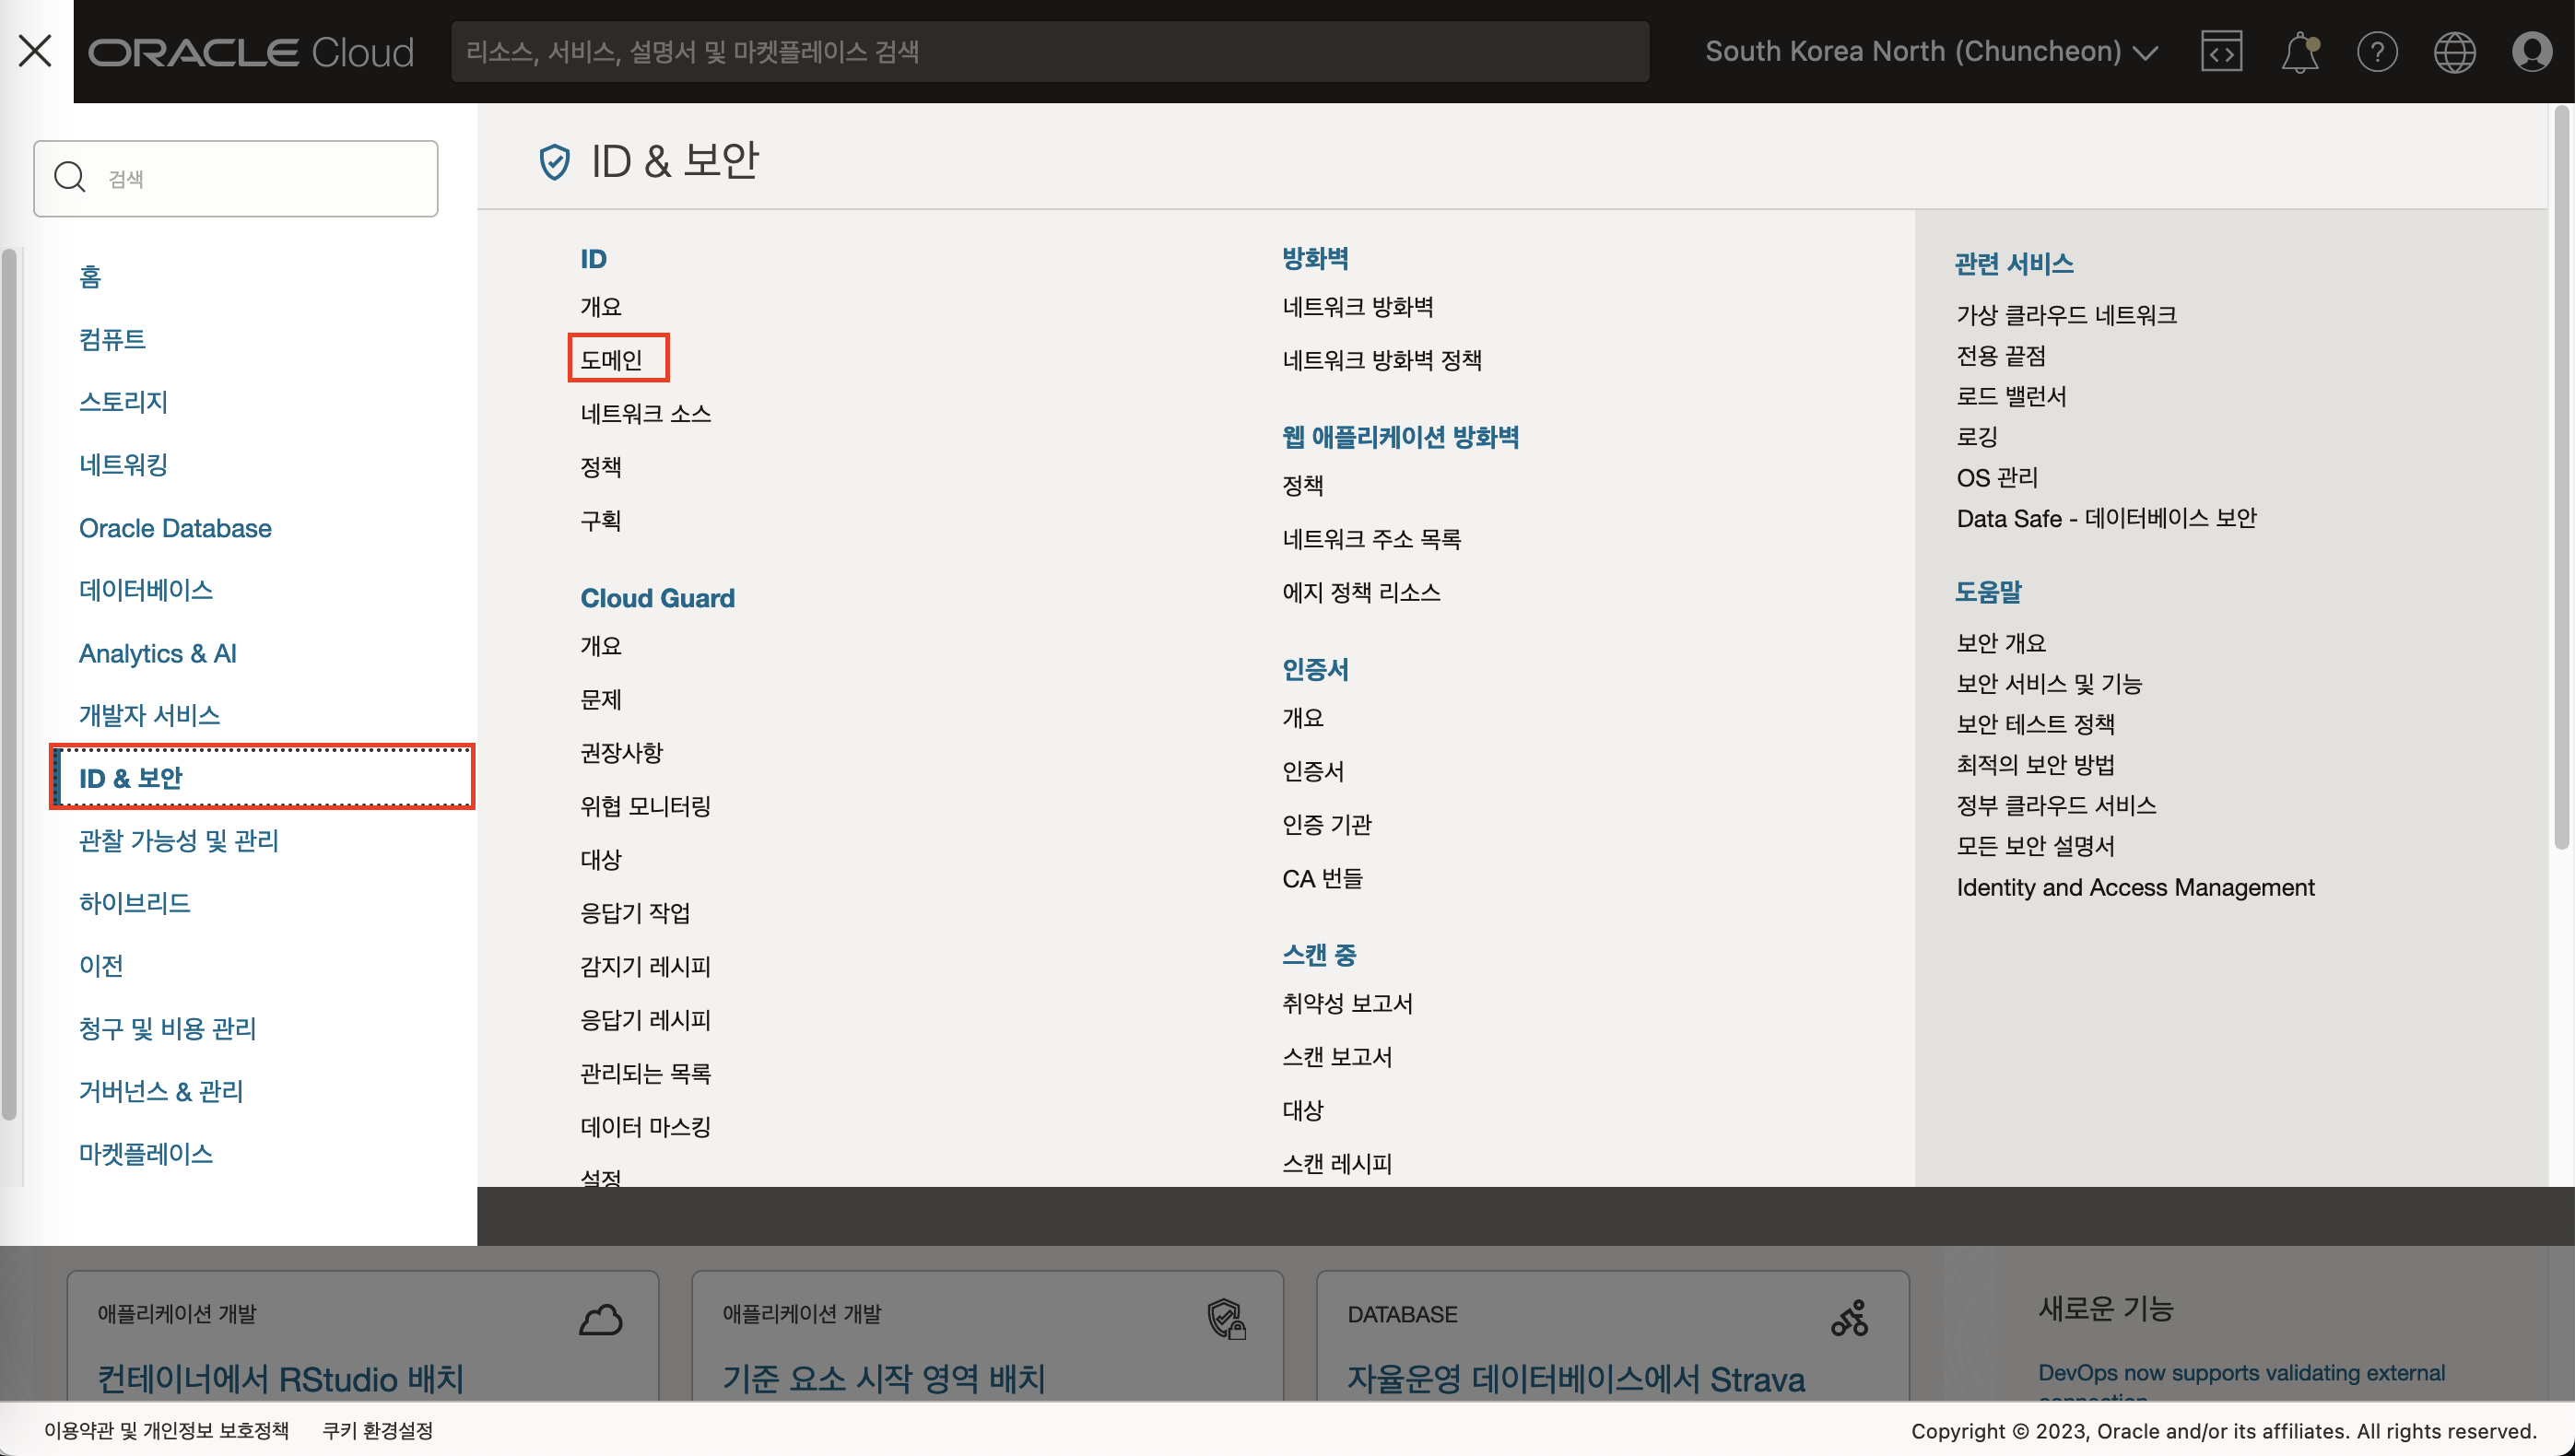 ORACLE Cloud
리소스, 서비스, 설명서 및 마켓플레이스 검색
South Korea North (Chuncheon)
검색
홈
컴퓨트
스토리지
네트워킹
Oracle Database
데이터베이스
Analytics & AI
개발자 서비스
ID & 보안
관찰 가능성 및 관리
하이브리드
이전
청구 및 비용 관리
거버넌스 & 관리
마켓플레이스
ID & 보안
ID
개요
도메인
네트워크 소스
정책
구획
Cloud Guard
개요
문제
권장사항
위협 모니터링
대상
응답기 작업
감지기 레시피
응답기 레시피
관리되는 목록
데이터 마스킹
설정
방화벽
네트워크 방화벽
네트워크 방화벽 정책
웹 애플리케이션 방화벽
정책
네트워크 주소 목록
에지 정책 리소스
인증서
개요
인증서
인증 기관
CA 번들
스캔 중
취약성 보고서
스캔 보고서
대상
스캔 레시피
관련 서비스
가상 클라우드 네트워크
전용 끝점
로드 밸런서
로깅
OS 관리
Data Safe - 데이터베이스 보안
도움말
보안 개요
보안 서비스 및 기능
보안 테스트 정책
최적의 보안 방법
정부 클라우드 서비스
모든 보안 설명서
Identity and Access Management
애플리케이션 개발
컨테이너에서 RStudio 배치
애플리케이션 개발
기준 요소 시작 영역 배치
DATABASE
자율운영 데이터베이스에서 Strava
새로운 기능
DevOps now supports validating external
connection
이용약관 및 개인정보 보호정책
쿠키 환경설정
Copyright © 2023, Oracle and/or its affiliates. All rights reserved.